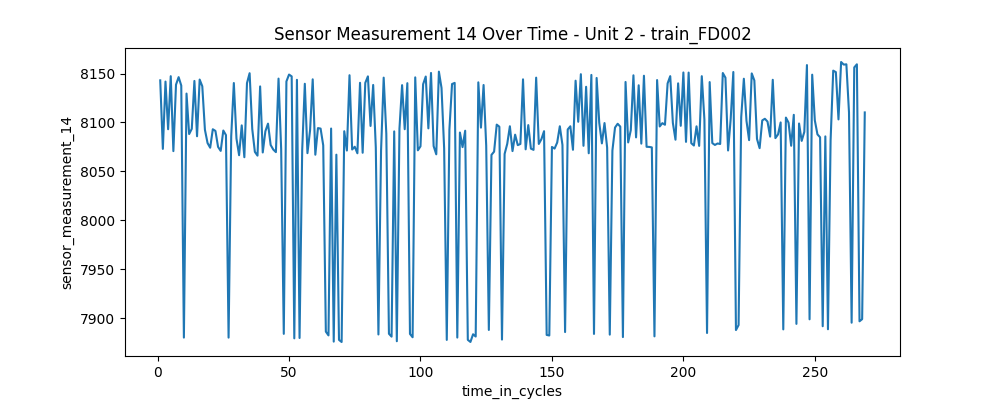 Sensor Measurement 14 Over Time - Unit 2 - train_FD002
sensor_measurement_14
8150
8100
8050
8000
7950
7900
0 50 100 150 200 250
time_in_cycles